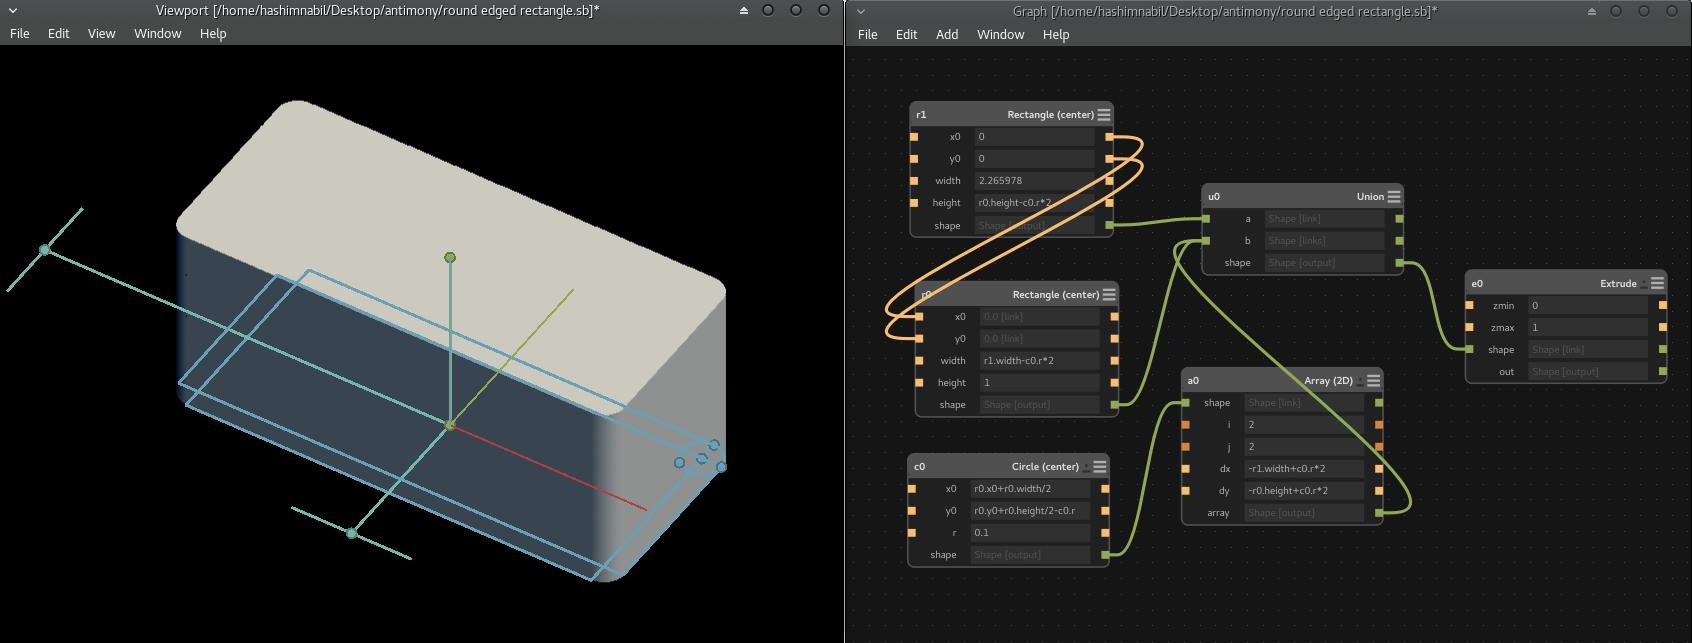 Viewport [/home/hashimnabil/Desktop/antimony/round edged rectangle.sb]*
File Edit View Window Help
Graph [/home/hashimnabil/Desktop/antimony/round edged rectangle.sb]*
File Edit Add Window Help
r1 Rectangle (center)
x0 0
y0 0
width 2.265978
height r0.height-c0.r*2
shape Shape [output]
r0 Rectangle (center)
x0 0.0 [link]
y0 0.0 [link]
width r1.width-c0.r*2
height 1
shape Shape [output]
c0 Circle (center)
x0 r0.x0+r0.width/2
y0 r0.y0+r0.height/2-c0.r
r 0.1
shape Shape [output]
u0 Union
a Shape [link]
b Shape [links]
shape Shape [output]
a0 Array (2D)
shape Shape [link]
i 2
j 2
dx -r1.width+c0.r*2
dy -r0.height+c0.r*2
array Shape [output]
e0 Extrude
zmin 0
zmax 1
shape Shape [link]
out Shape [output]